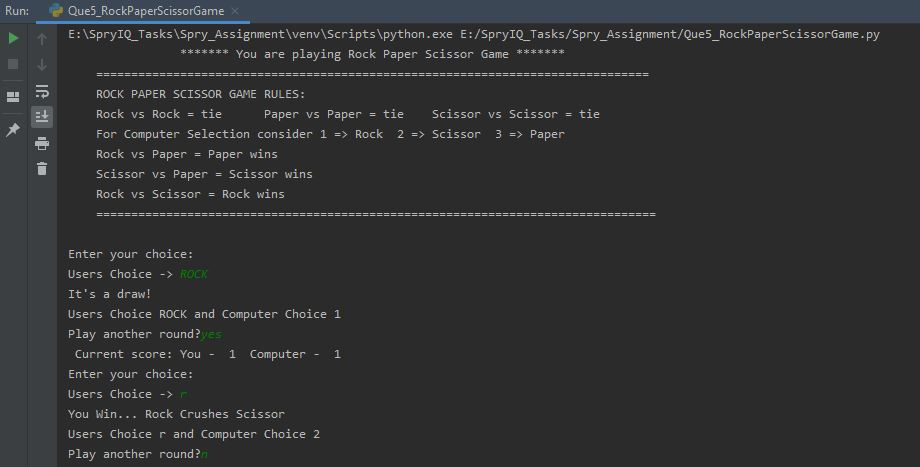 Run: Que5_RockPaperScissorGame ×
E:\SpryIQ_Tasks\Spry_Assignment\venv\Scripts\python.exe E:/SpryIQ_Tasks/Spry_Assignment/Que5_RockPaperScissorGame.py
******* You are playing Rock Paper Scissor Game *******
===============================================================================
ROCK PAPER SCISSOR GAME RULES:
Rock vs Rock = tie      Paper vs Paper = tie    Scissor vs Scissor = tie
For Computer Selection consider 1 => Rock  2 => Scissor  3 => Paper
Rock vs Paper = Paper wins
Scissor vs Paper = Scissor wins
Rock vs Scissor = Rock wins
================================================================================
Enter your choice:
Users Choice -> ROCK
It's a draw!
Users Choice ROCK and Computer Choice 1
Play another round?yes
Current score: You -  1  Computer -  1
Enter your choice:
Users Choice -> r
You Win... Rock Crushes Scissor
Users Choice r and Computer Choice 2
Play another round?n